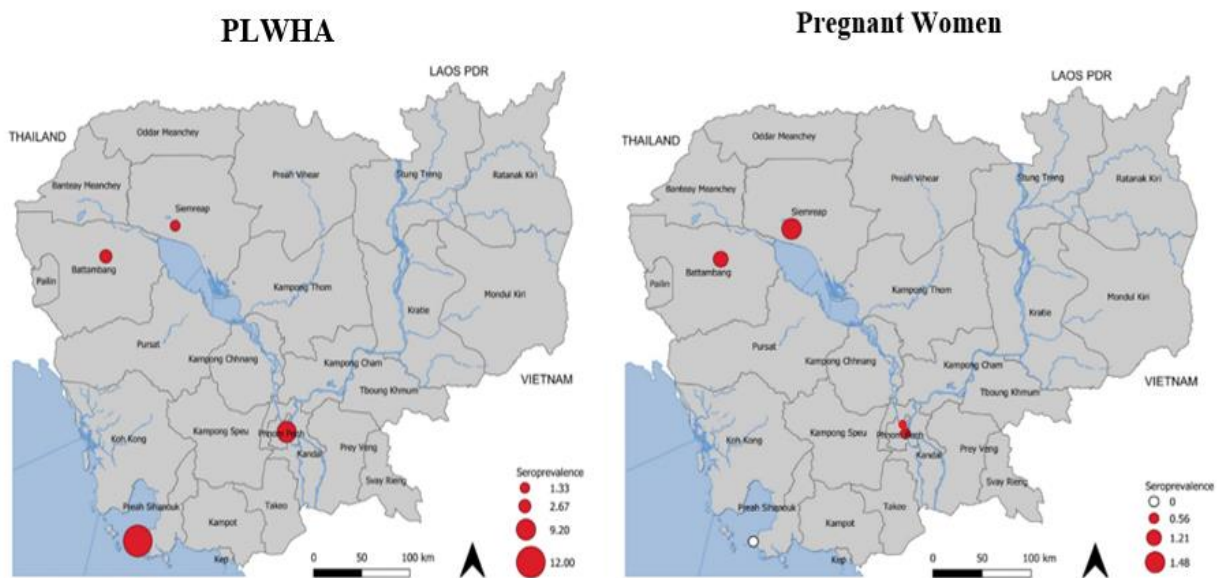 PLWHA
LAOS PDR
THAILAND
Oddar Meanchey
Banteay Meanchey
Siemreap
Preah Vihear
Stung Treng
Ratanak Kiri
Battambang
Pailin
Kampong Thom
Mondul Kiri
Kratie
Pursat
Kampong Chhnang
Kampong Cham
VIETNAM
Tboung Khmum
Koh Kong
Kampong Speu
Phnom Penh
Kandal
Prey Veng
Svay Rieng
Preah Sihanouk
Kampot
Takeo
Kep
Seroprevalence
1.33
2.67
9.20
12.00
0 50 100 km
Pregnant Women
LAOS PDR
THAILAND
Oddar Meanchey
Banteay Meanchey
Siemreap
Preah Vihear
Stung Treng
Ratanak Kiri
Battambang
Pailin
Kampong Thom
Mondul Kiri
Kratie
Pursat
Kampong Chhnang
Kampong Cham
VIETNAM
Tboung Khmum
Koh Kong
Kampong Speu
Phnom Penh
Kandal
Prey Veng
Svay Rieng
Preah Sihanouk
Kampot
Takeo
Kep
Seroprevalence
0
0.56
1.21
1.48
0 50 100 km